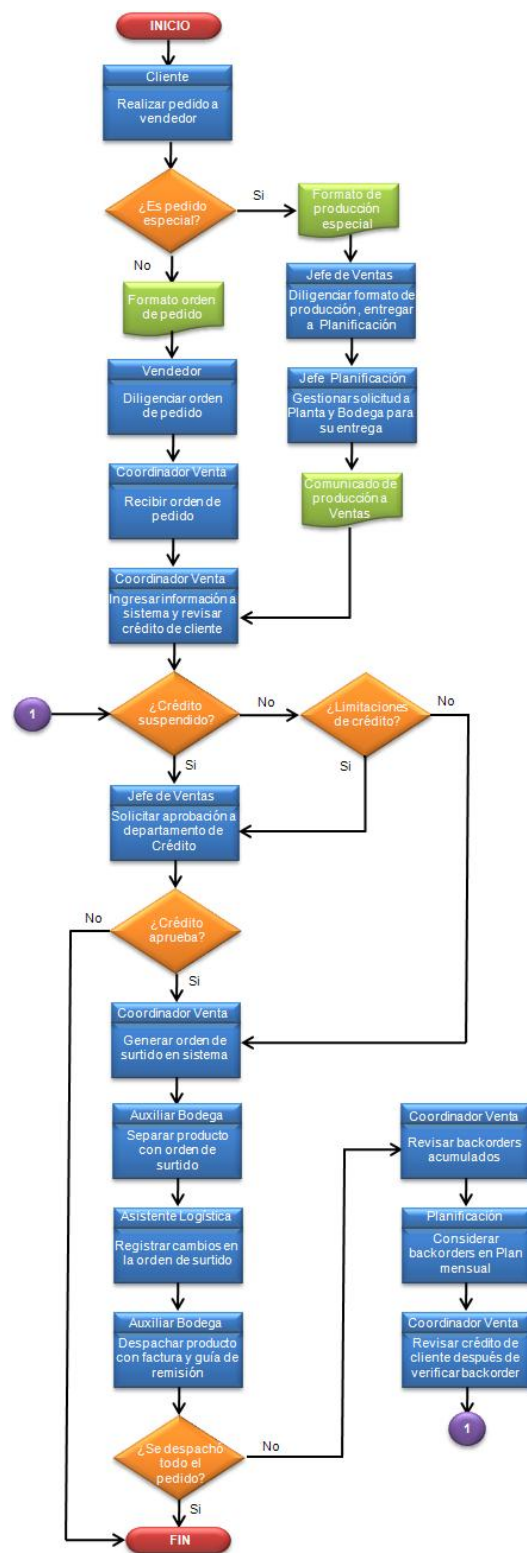 INICIO
Cliente
Realizar pedido a
vendedor
¿Es pedido
especial?
Si
Formato de
producción
especial
No
Formato orden
de pedido
Jefe de Ventas
Diligenciar formato de
producción, entregar
a Planificación
Vendedor
Diligenciar orden
de pedido
Jefe Planificación
Gestionar solicitud a
Planta y Bodega para
su entrega
Coordinador Venta
Recibir orden de
pedido
Comunicado de
producción a
Ventas
Coordinador Venta
Ingresar información a
sistema y revisar
crédito de cliente
1
¿Crédito
suspendido?
No
¿Limitaciones
de crédito?
No
Si
Si
Jefe de Ventas
Solicitar aprobación a
departamento de
Crédito
No
¿Crédito
aprueba?
Si
Coordinador Venta
Generar orden de
surtido en sistema
Auxiliar Bodega
Separar producto
con orden de
surtido
Coordinador Venta
Revisar backorders
acumulados
Asistente Logística
Registrar cambios en
la orden de surtido
Planificación
Considerar
backorders en Plan
mensual
Auxiliar Bodega
Despachar producto
con factura y guía de
remisión
Coordinador Venta
Revisar crédito de
cliente después de
verificar backorder
1
¿Se despachó
todo el
pedido?
No
Si
FIN